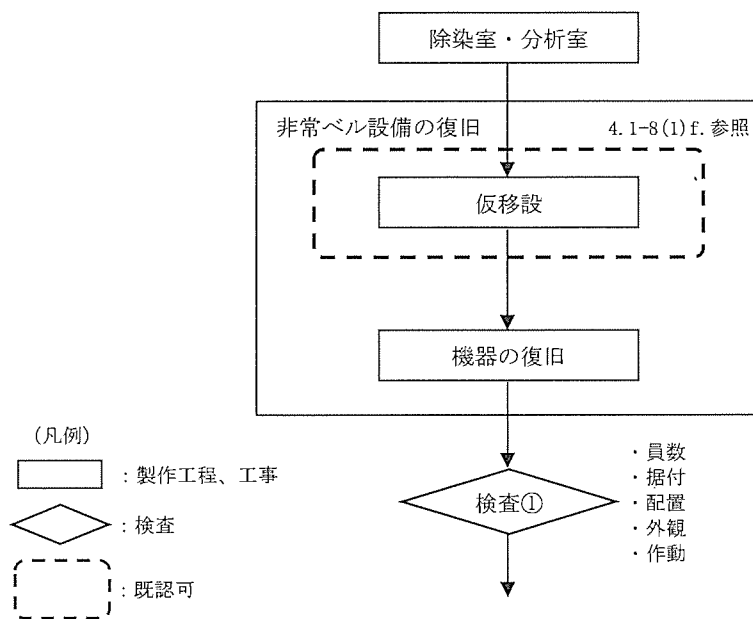 除染室・分析室
非常ベル設備の復旧 4.1-8(1)f.参照
仮移設
機器の復旧
検査①
・員数
・据付
・配置
・外観
・作動
(凡例)
：製作工程、工事
：検査
：既認可